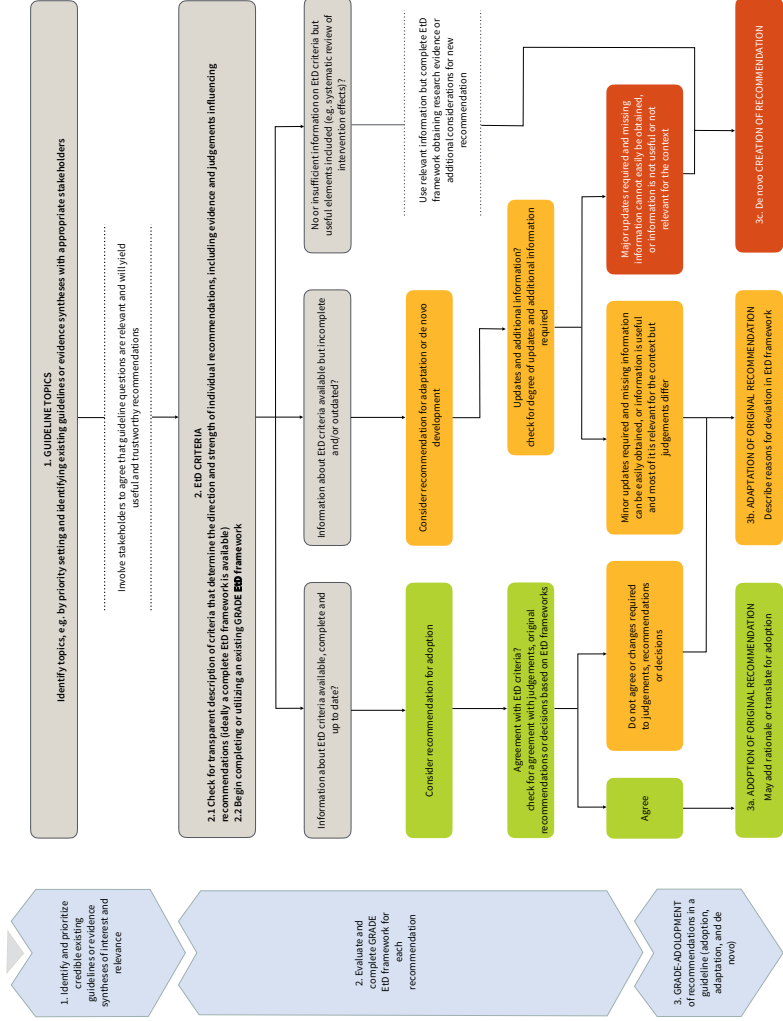 1. GUIDELINE TOPICS
Identify topics, e.g. by priority setting and identifying existing guidelines or evidence syntheses with appropriate stakeholders
Involve stakeholders to agree that guideline questions are relevant and will yield
useful and trustworthy recommendations
2. EtD CRITERIA
2.1 Check for transparent description of criteria that determine the direction and strength of individual recommendations, including evidence and judgements influencing
recommendations (ideally a complete EtD framework is available)
2.2 Begin completing or utilizing an existing GRADE EtD framework
Information about EtD criteria available, complete and
up to date?
Information about EtD criteria available but incomplete
and/or outdated?
No or insufficient information on EtD criteria but
useful elements included (e.g. systematic review of
intervention effects)?
Consider recommendation for adoption
Consider recommendation for adaptation or de novo
development
Use relevant information but complete EtD
framework obtaining research evidence or
additional considerations for new
recommendation
Agreement with EtD criteria?
check for agreement with judgements, original
recommendations or decisions based on EtD frameworks
Updates and additional information?
check for degree of updates and additional information
required
Agree
Do not agree or changes required
to judgements, recommendations
or decisions
Minor updates required and missing information
can be easily obtained, or information is useful
and most of it is relevant for the context but
judgements differ
Major updates required and missing
information cannot easily be obtained,
or information is not useful or not
relevant for the context
3a. ADOPTION OF ORIGINAL RECOMMENDATION
May add rationale or translate for adoption
3b. ADAPTATION OF ORIGINAL RECOMMENDATION
Describe reasons for deviation in EtD framework
3c. De novo CREATION OF RECOMMENDATION
1. Identify and prioritize
credible existing
guidelines or evidence
syntheses of interest and
relevance
2. Evaluate and
complete GRADE
EtD framework for
each
recommendation
3. GRADE-ADOLOPMENT
of recommendations in a
guideline (adoption,
adaptation, and de
novo)